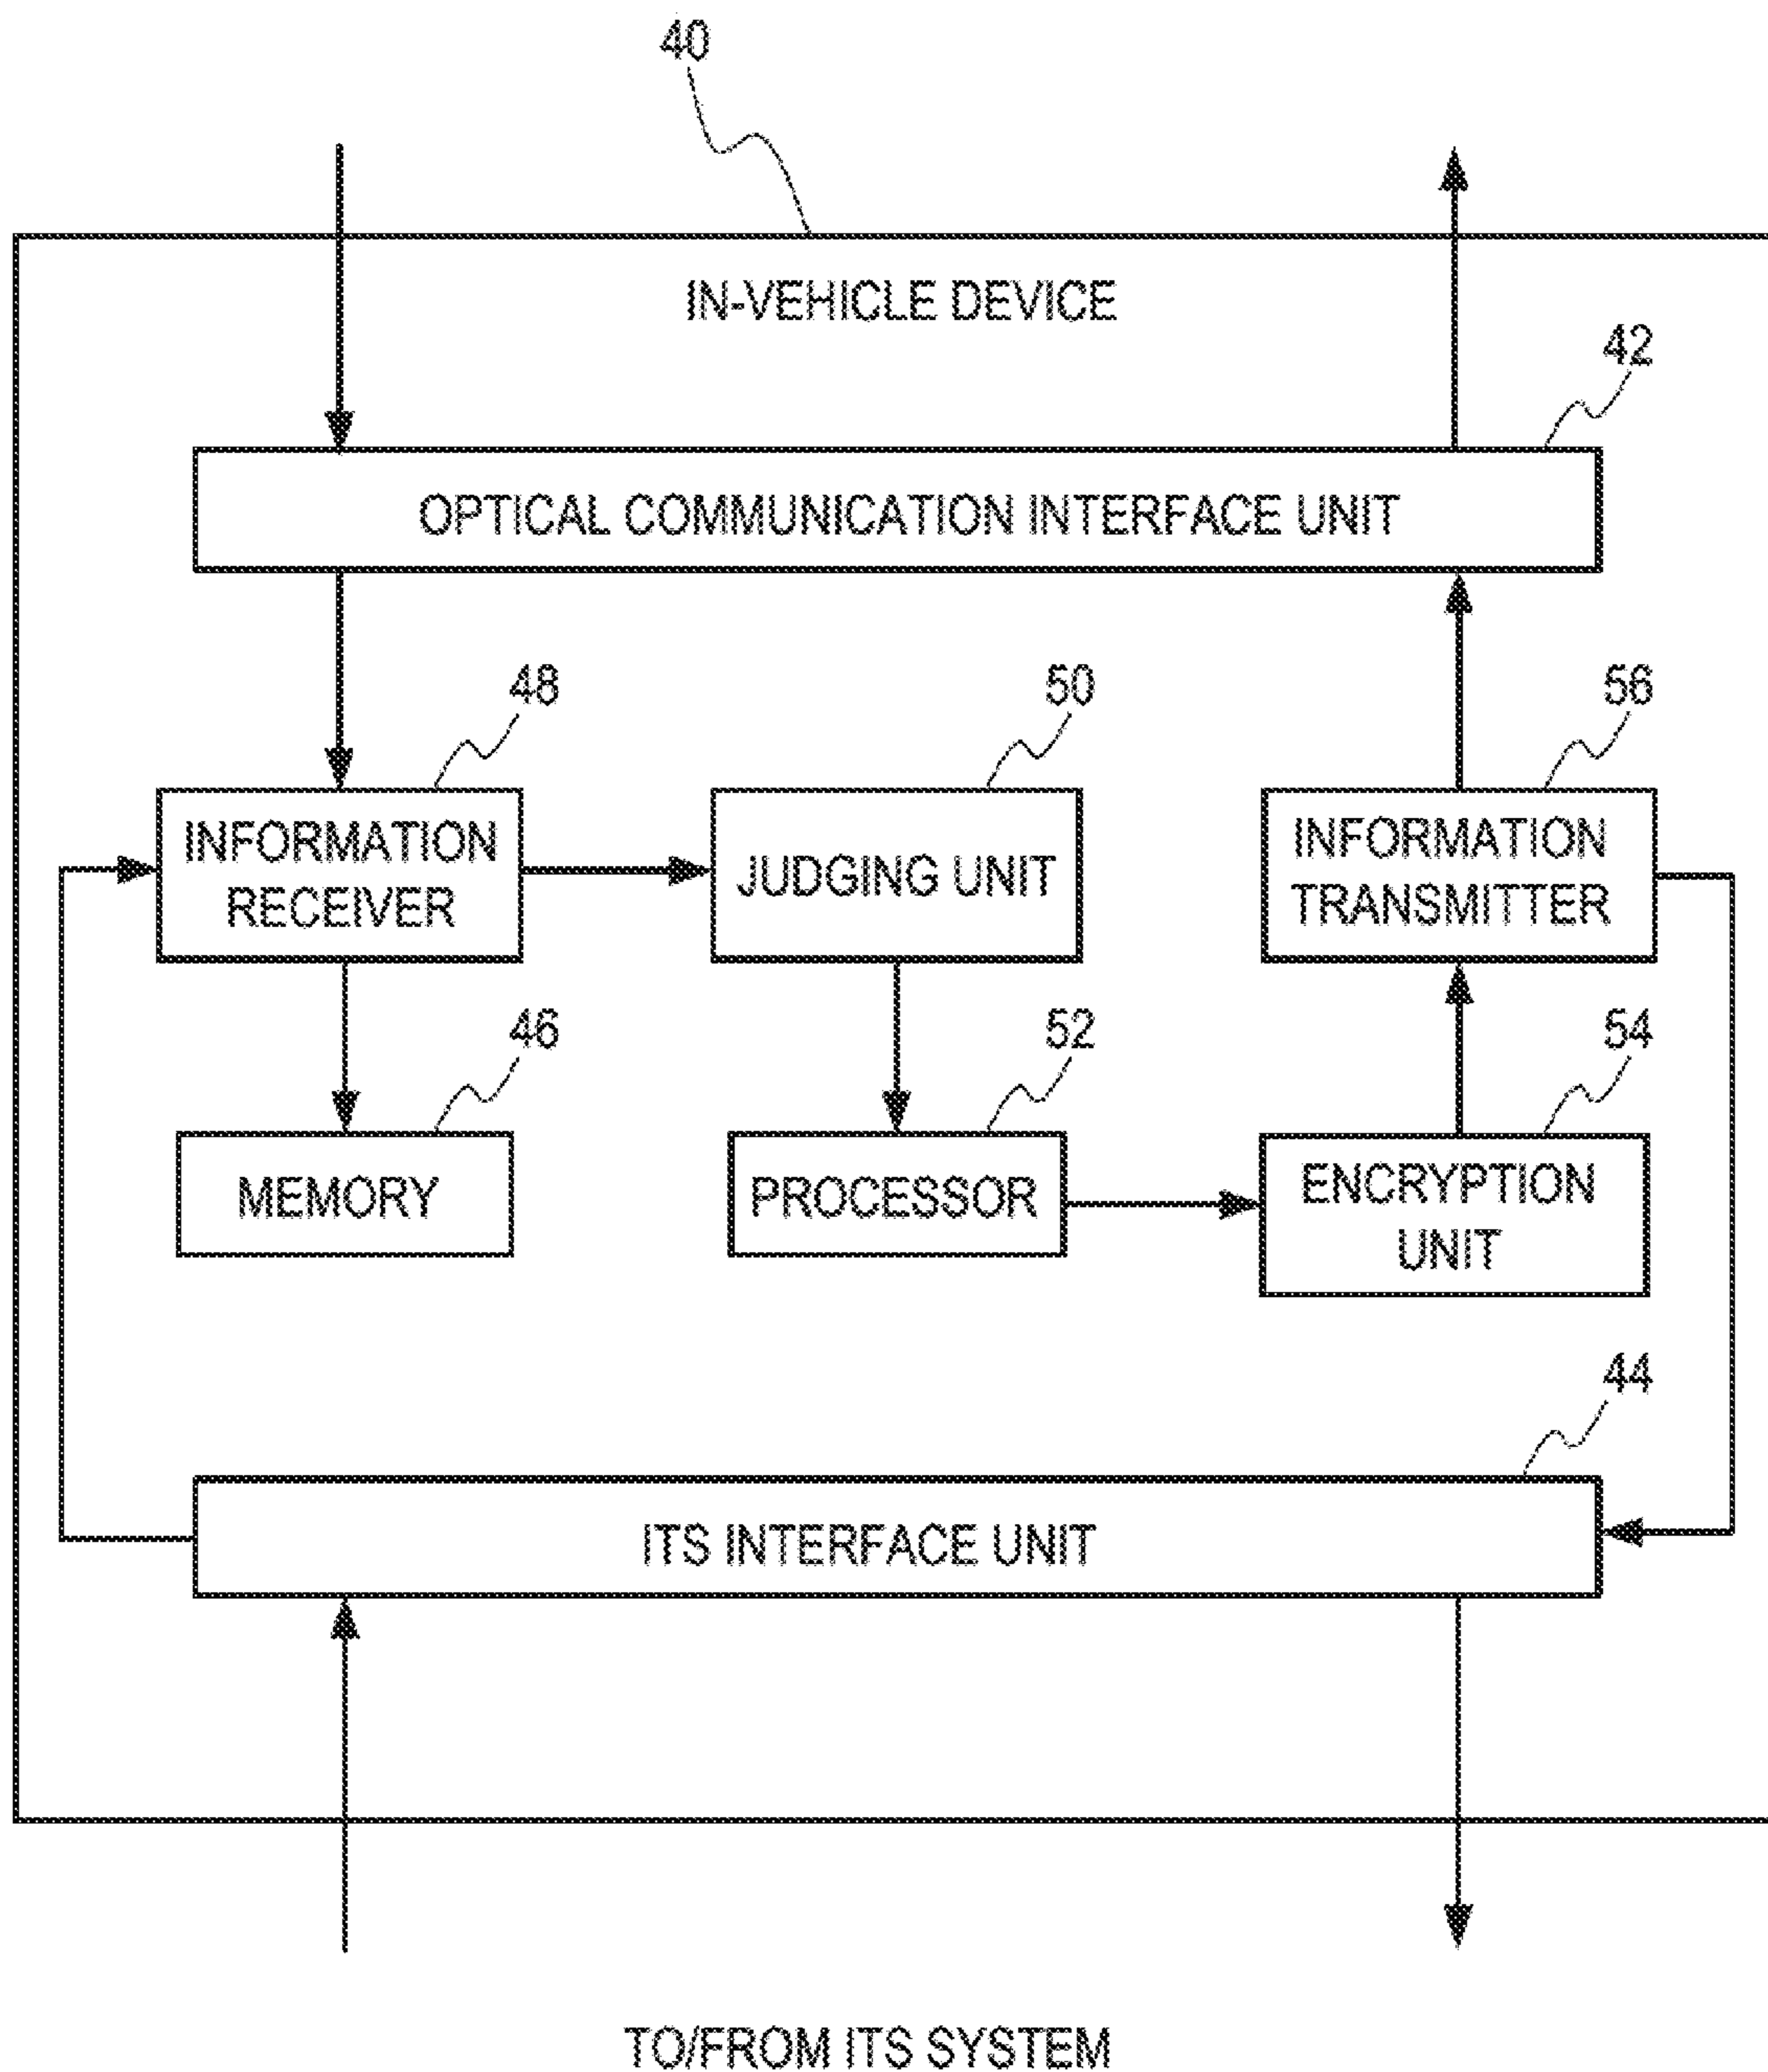 40
IN-VEHICLE DEVICE
42
OPTICAL COMMUNICATION INTERFACE UNIT
48
50
56
INFORMATION
RECEIVER
JUDGING UNIT
INFORMATION
TRANSMITTER
46
52
54
MEMORY
PROCESSOR
ENCRYPTION
UNIT
44
ITS INTERFACE UNIT
TO/FROM ITS SYSTEM